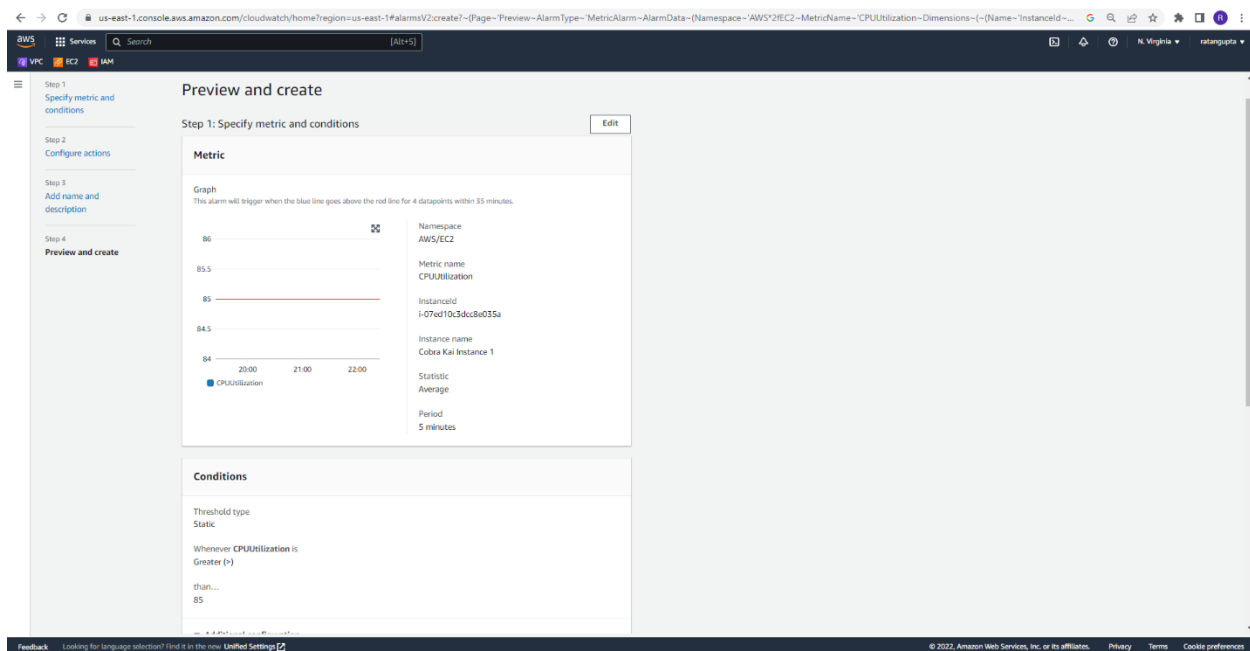 us-east-1.console.aws.amazon.com/cloudwatch/home?region=us-east-1#alarmsV2:create?~(Page~'Preview~AlarmType~'MetricAlarm~AlarmData~(Namespace~'AWS*2fEC2~MetricName~'CPUUtilization~Dimensions~(~(Name~'InstanceId~...
aws
Services
Search
[Alt+S]
N. Virginia
ratangupta
VPC
EC2
IAM
Step 1
Specify metric and
conditions
Step 2
Configure actions
Step 3
Add name and
description
Step 4
Preview and create
Preview and create
Step 1: Specify metric and conditions
Edit
Metric
Graph
This alarm will trigger when the blue line goes above the red line for 4 datapoints within 35 minutes.
86
85.5
85
84.5
84
20:00 21:00 22:00
CPUUtilization
Namespace
AWS/EC2
Metric name
CPUUtilization
InstanceId
i-07ed10c3dcc8e035a
Instance name
Cobra Kai Instance 1
Statistic
Average
Period
5 minutes
Conditions
Threshold type
Static
Whenever CPUUtilization is
Greater (>)
than...
85
Feedback
Looking for language selection? Find it in the new Unified Settings
© 2022, Amazon Web Services, Inc. or its affiliates.
Privacy
Terms
Cookie preferences